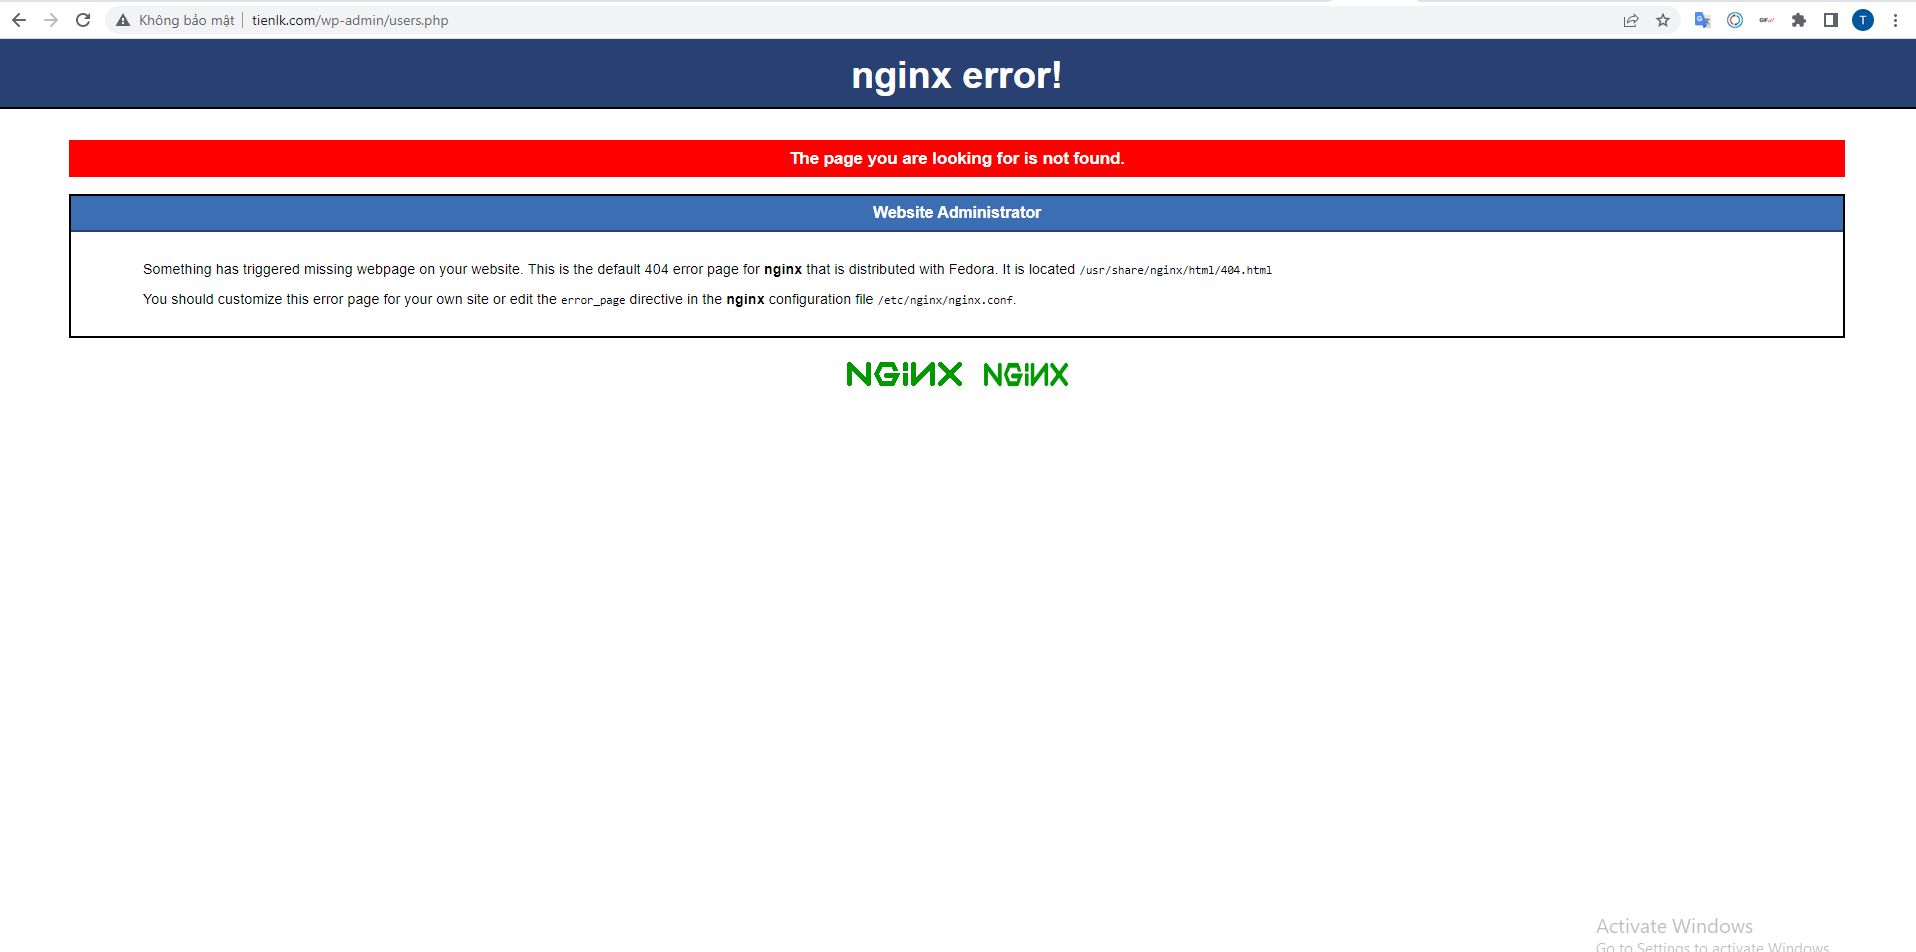 Không bảo mật tienlk.com/wp-admin/users.php
T
nginx error!
The page you are looking for is not found.
Website Administrator
Something has triggered missing webpage on your website. This is the default 404 error page for nginx that is distributed with Fedora. It is located /usr/share/nginx/html/404.html
You should customize this error page for your own site or edit the error_page directive in the nginx configuration file /etc/nginx/nginx.conf.
NGINX NGINX
Activate Windows
Go to Settings to activate Windows.